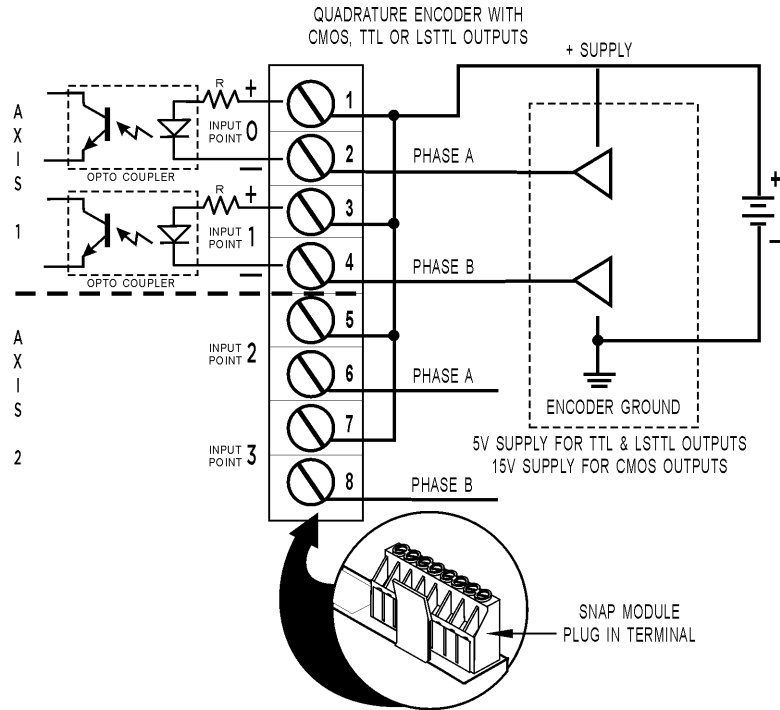 QUADRATURE ENCODER WITH
CMOS, TTL OR LSTTL OUTPUTS
+ SUPPLY
AXIS 1
R
+
INPUT
POINT 0
−
OPTO COUPLER
R
+
INPUT
POINT 1
−
OPTO COUPLER
1
2
3
4
5
6
7
8
PHASE A
PHASE B
PHASE A
PHASE B
+
−
AXIS 2
INPUT
POINT 2
INPUT
POINT 3
ENCODER GROUND
5V SUPPLY FOR TTL & LSTTL OUTPUTS
15V SUPPLY FOR CMOS OUTPUTS
SNAP MODULE
PLUG IN TERMINAL